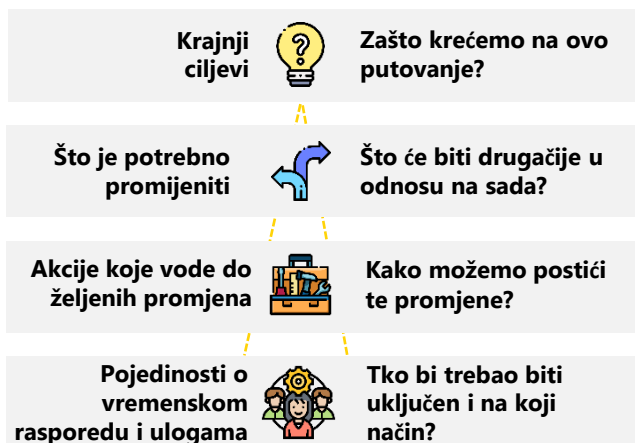 Krajnji
ciljevi
Zašto krećemo na ovo
putovanje?
Što je potrebno
promijeniti
Što će biti drugačije u
odnosu na sada?
Akcije koje vode do
željenih promjena
Kako možemo postići
te promjene?
Pojedinosti o
vremenskom
rasporedu i ulogama
Tko bi trebao biti
uključen i na koji
način?